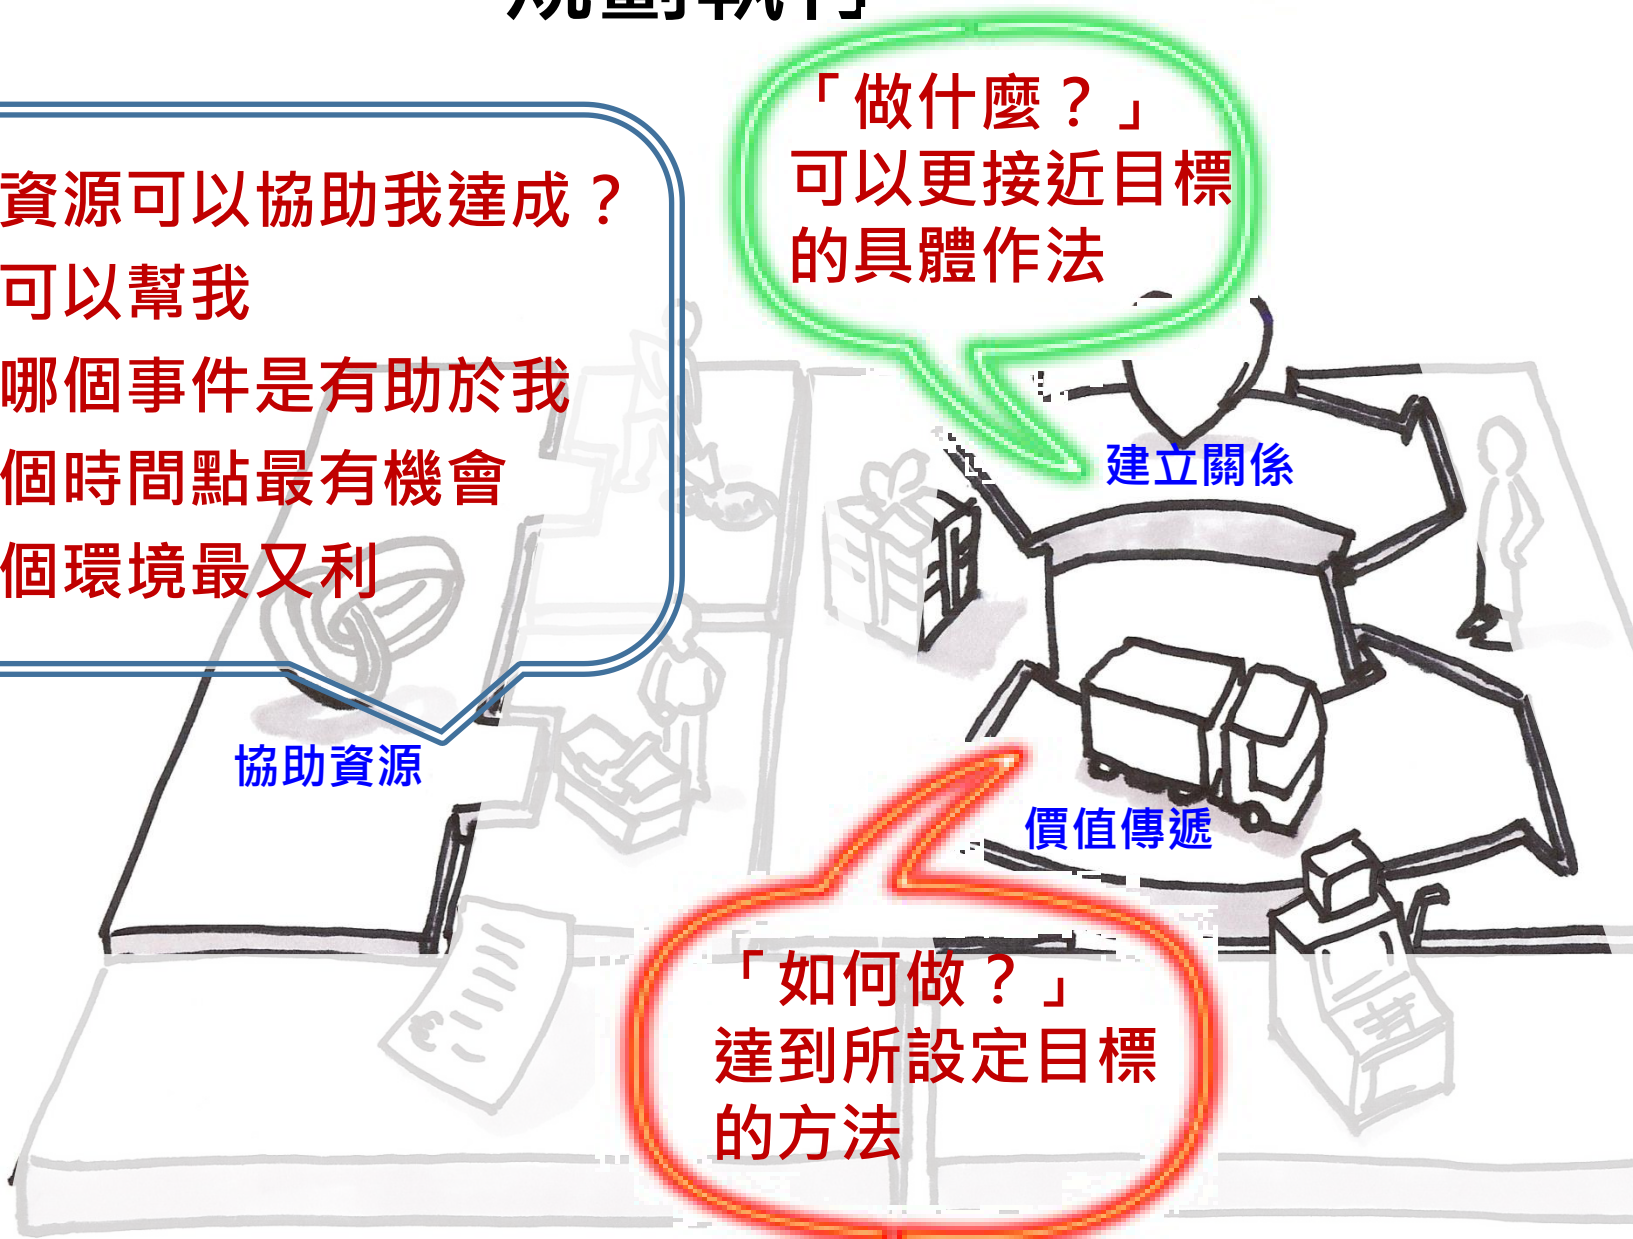 規劃執行
「做什麼？」
可以更接近目標
的具體作法
資源可以協助我達成？
可以幫我
哪個事件是有助於我
個時間點最有機會
個環境最又利
建立關係
協助資源
價值傳遞
「如何做？」
達到所設定目標
的方法